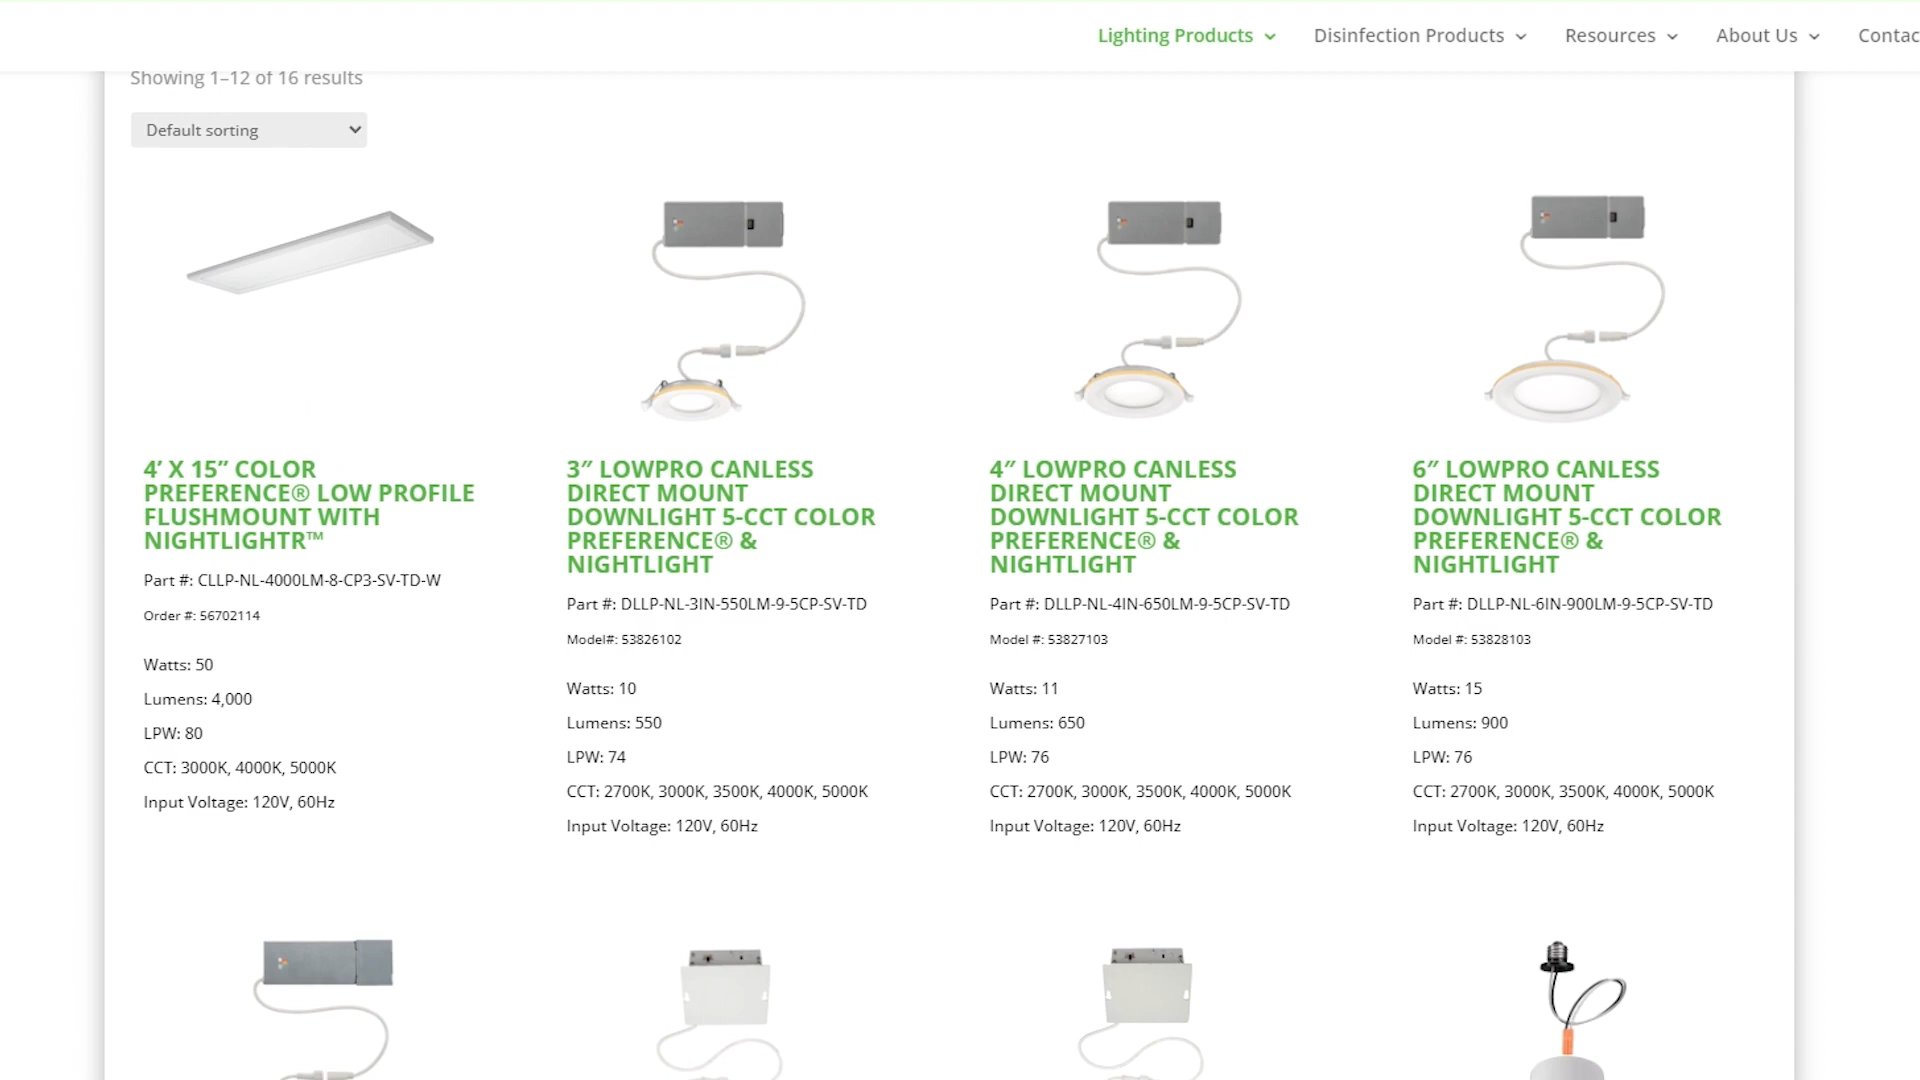 Lighting Products
Disinfection Products
Resources
About Us
Contac
Showing 1–12 of 16 results
Default sorting
4’ X 15” COLOR
PREFERENCE® LOW PROFILE
FLUSHMOUNT WITH
NIGHTLIGHTR™
Part #: CLLP-NL-4000LM-8-CP3-SV-TD-W
Order #: 56702114
Watts: 50
Lumens: 4,000
LPW: 80
CCT: 3000K, 4000K, 5000K
Input Voltage: 120V, 60Hz
3″ LOWPRO CANLESS
DIRECT MOUNT
DOWNLIGHT 5-CCT COLOR
PREFERENCE® &
NIGHTLIGHT
Part #: DLLP-NL-3IN-550LM-9-5CP-SV-TD
Model#: 53826102
Watts: 10
Lumens: 550
LPW: 74
CCT: 2700K, 3000K, 3500K, 4000K, 5000K
Input Voltage: 120V, 60Hz
4″ LOWPRO CANLESS
DIRECT MOUNT
DOWNLIGHT 5-CCT COLOR
PREFERENCE® &
NIGHTLIGHT
Part #: DLLP-NL-4IN-650LM-9-5CP-SV-TD
Model #: 53827103
Watts: 11
Lumens: 650
LPW: 76
CCT: 2700K, 3000K, 3500K, 4000K, 5000K
Input Voltage: 120V, 60Hz
6″ LOWPRO CANLESS
DIRECT MOUNT
DOWNLIGHT 5-CCT COLOR
PREFERENCE® &
NIGHTLIGHT
Part #: DLLP-NL-6IN-900LM-9-5CP-SV-TD
Model #: 53828103
Watts: 15
Lumens: 900
LPW: 76
CCT: 2700K, 3000K, 3500K, 4000K, 5000K
Input Voltage: 120V, 60Hz